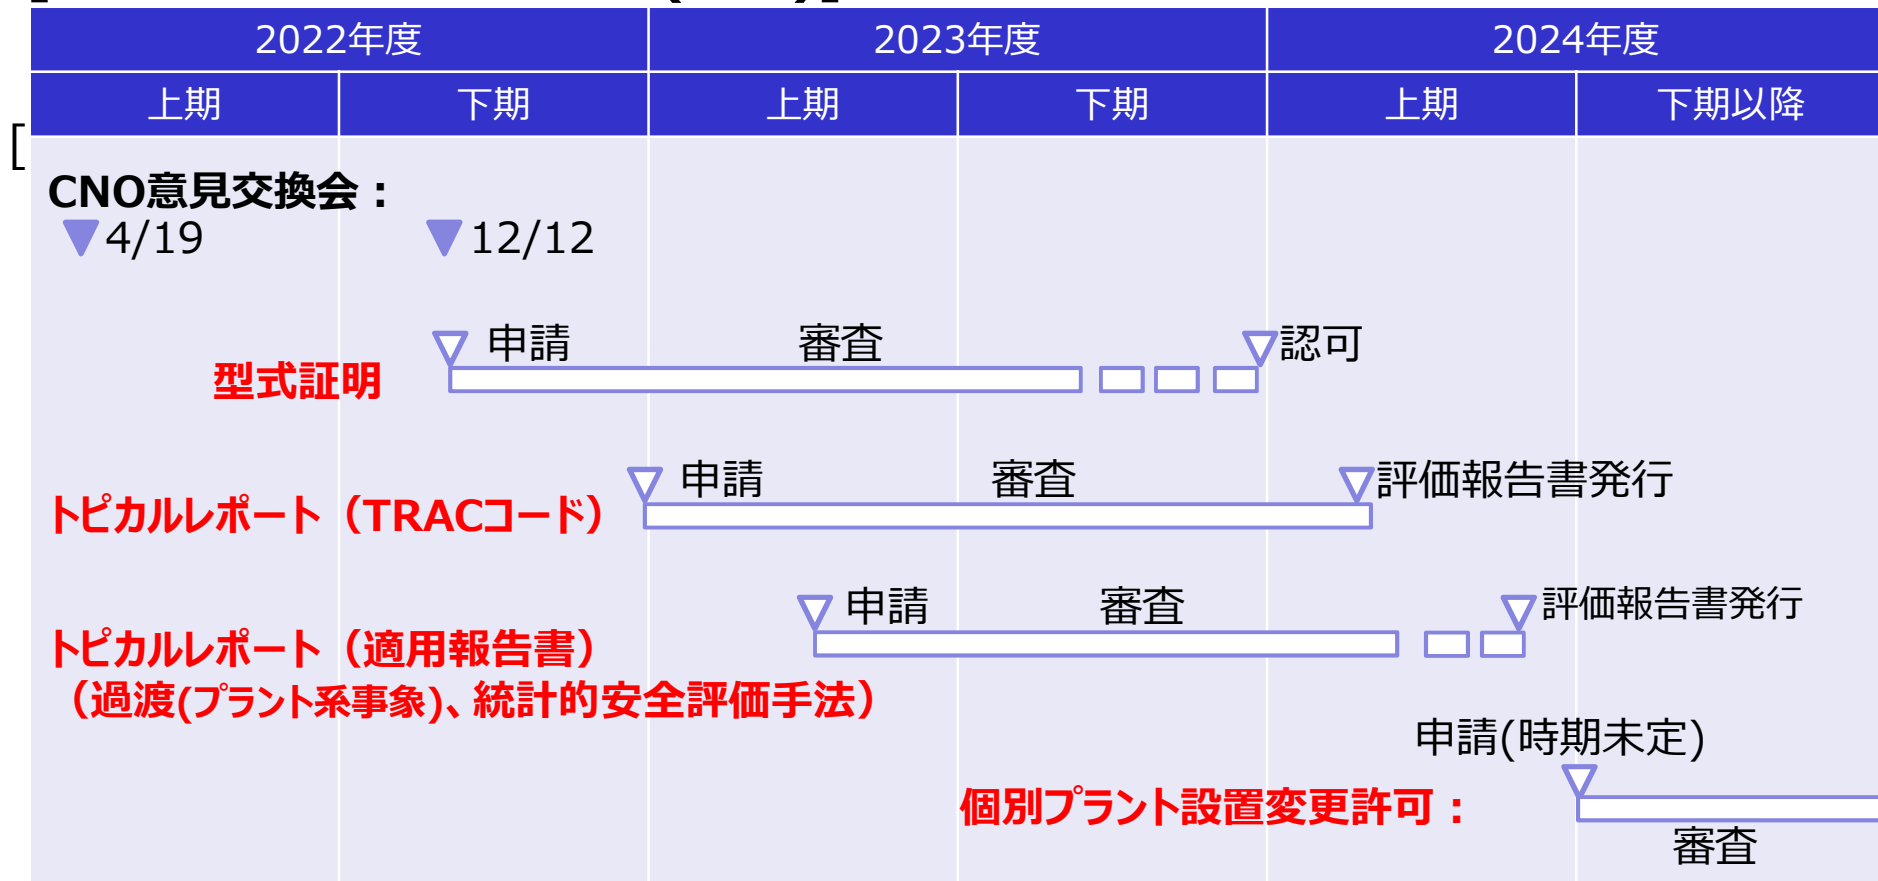 2022年度 2023年度 2024年度
上期 下期 上期 下期 上期 下期以降
[
CNO意見交換会：
▼4/19 ▼12/12
申請 審査 認可
型式証明
申請 審査 評価報告書発行
トピカルレポート（TRACコード）
申請 審査 評価報告書発行
トピカルレポート（適用報告書）
（過渡(プラント系事象)、統計的安全評価手法）
申請(時期未定)
個別プラント設置変更許可：
審査